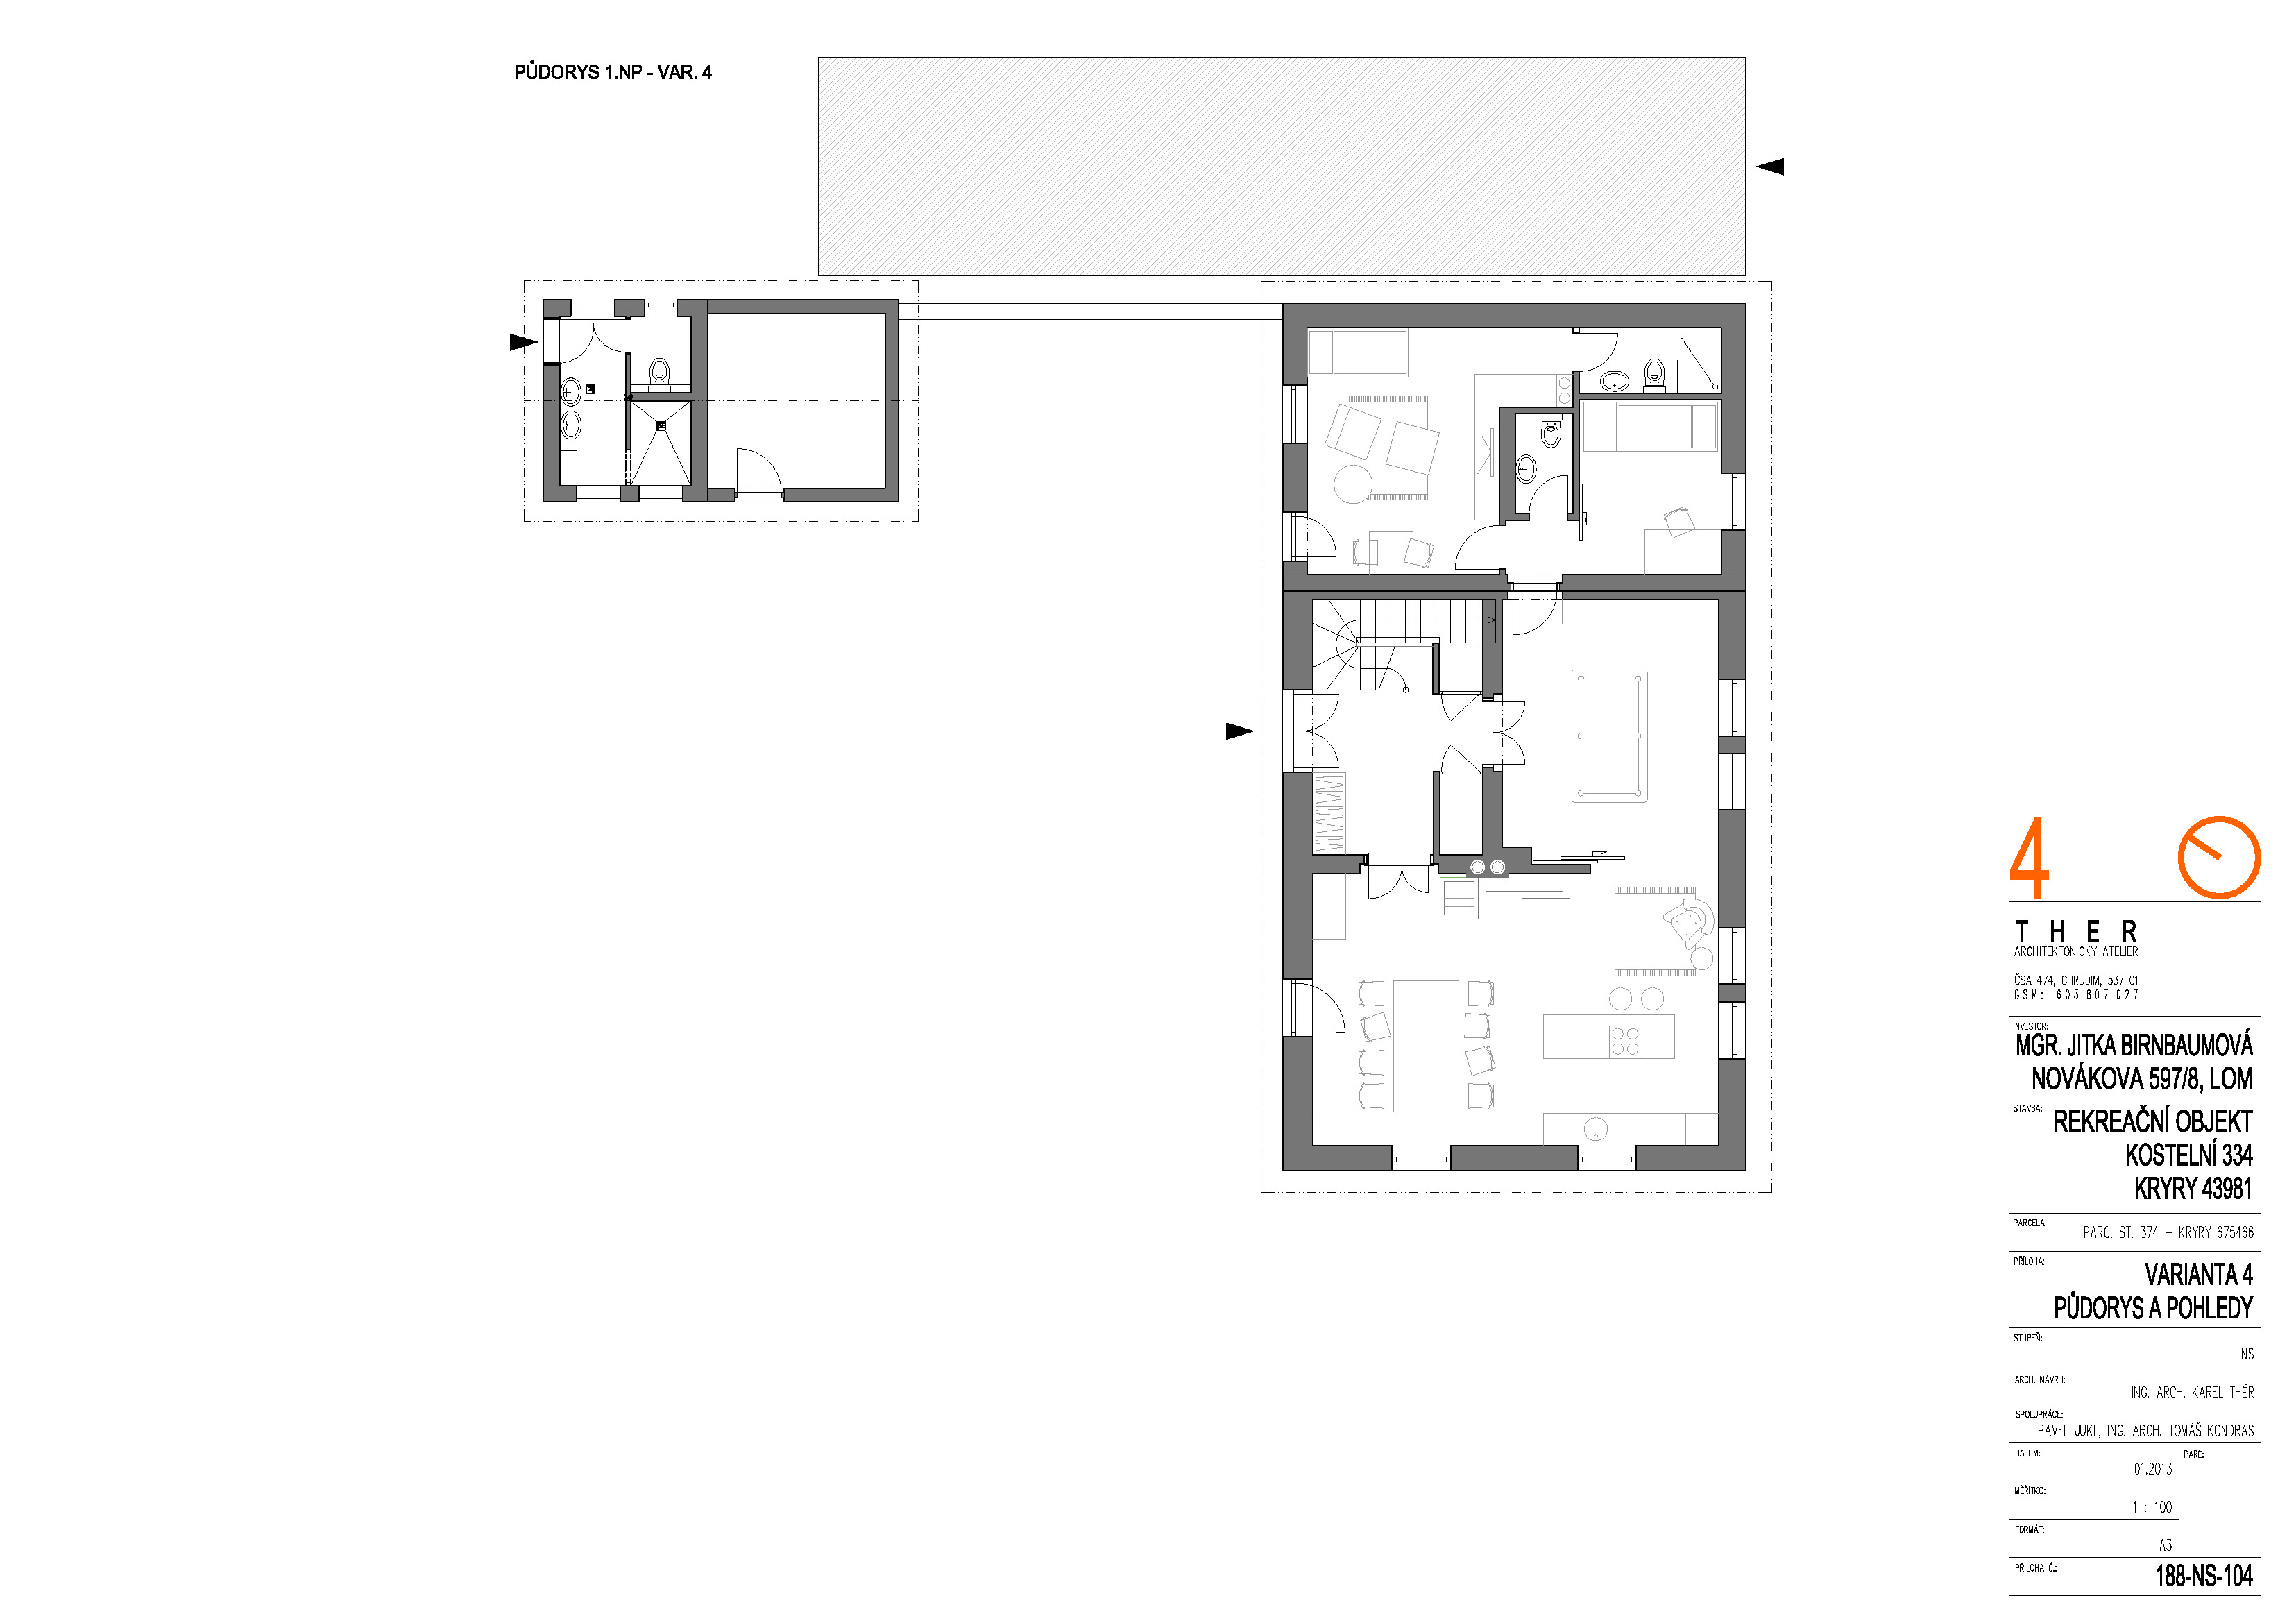 PŮDORYS 1.NP - VAR. 4
4
THER
ARCHITEKTONICKÝ ATELIER
ČSA 474, CHRUDIM, 537 01
GSM: 603 807 027
INVESTOR:
MGR. JITKA BIRNBAUMOVÁ
NOVÁKOVA 597/8, LOM
STAVBA:
REKREAČNÍ OBJEKT
KOSTELNÍ 334
KRYRY 43981
PARCELA:
PARC. ST. 374 – KRYRY 675466
PŘÍLOHA:
VARIANTA 4
PŮDORYS A POHLEDY
STUPEŇ:
NS
ARCH. NÁVRH:
ING. ARCH. KAREL THÉR
SPOLUPRÁCE:
PAVEL JUKL, ING. ARCH. TOMÁŠ KONDRAS
DATUM: PARÉ:
01.2013
MĚŘÍTKO:
1 : 100
FORMÁT:
A3
PŘÍLOHA Č.:
188-NS-104